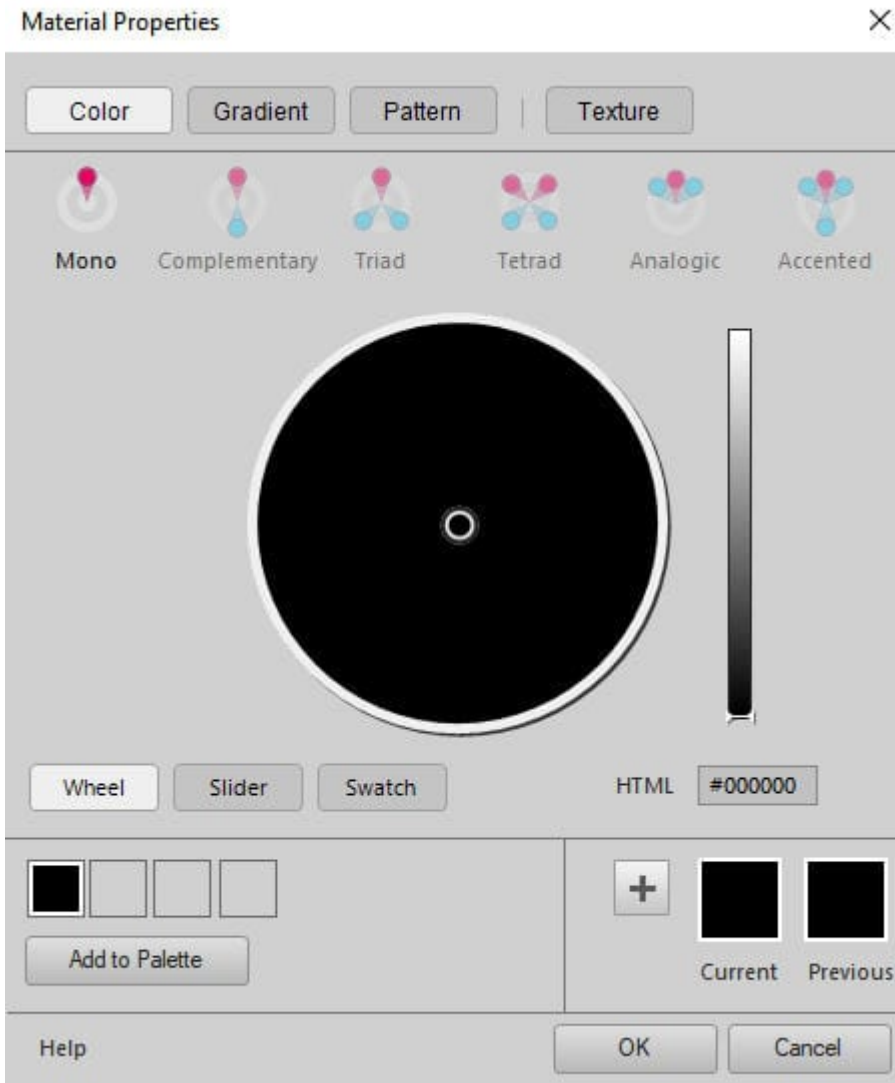 Material Properties
Color Gradient Pattern Texture
Mono Complementary Triad Tetrad Analogic Accented
Wheel Slider Swatch HTML #000000
Add to Palette
Current Previous
Help OK Cancel